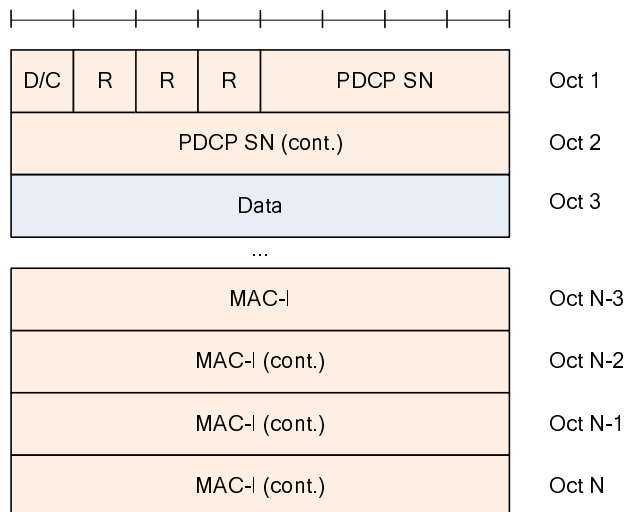 D/C R R R PDCP SN Oct 1
PDCP SN (cont.) Oct 2
Data Oct 3
...
MAC-I Oct N-3
MAC-I (cont.) Oct N-2
MAC-I (cont.) Oct N-1
MAC-I (cont.) Oct N